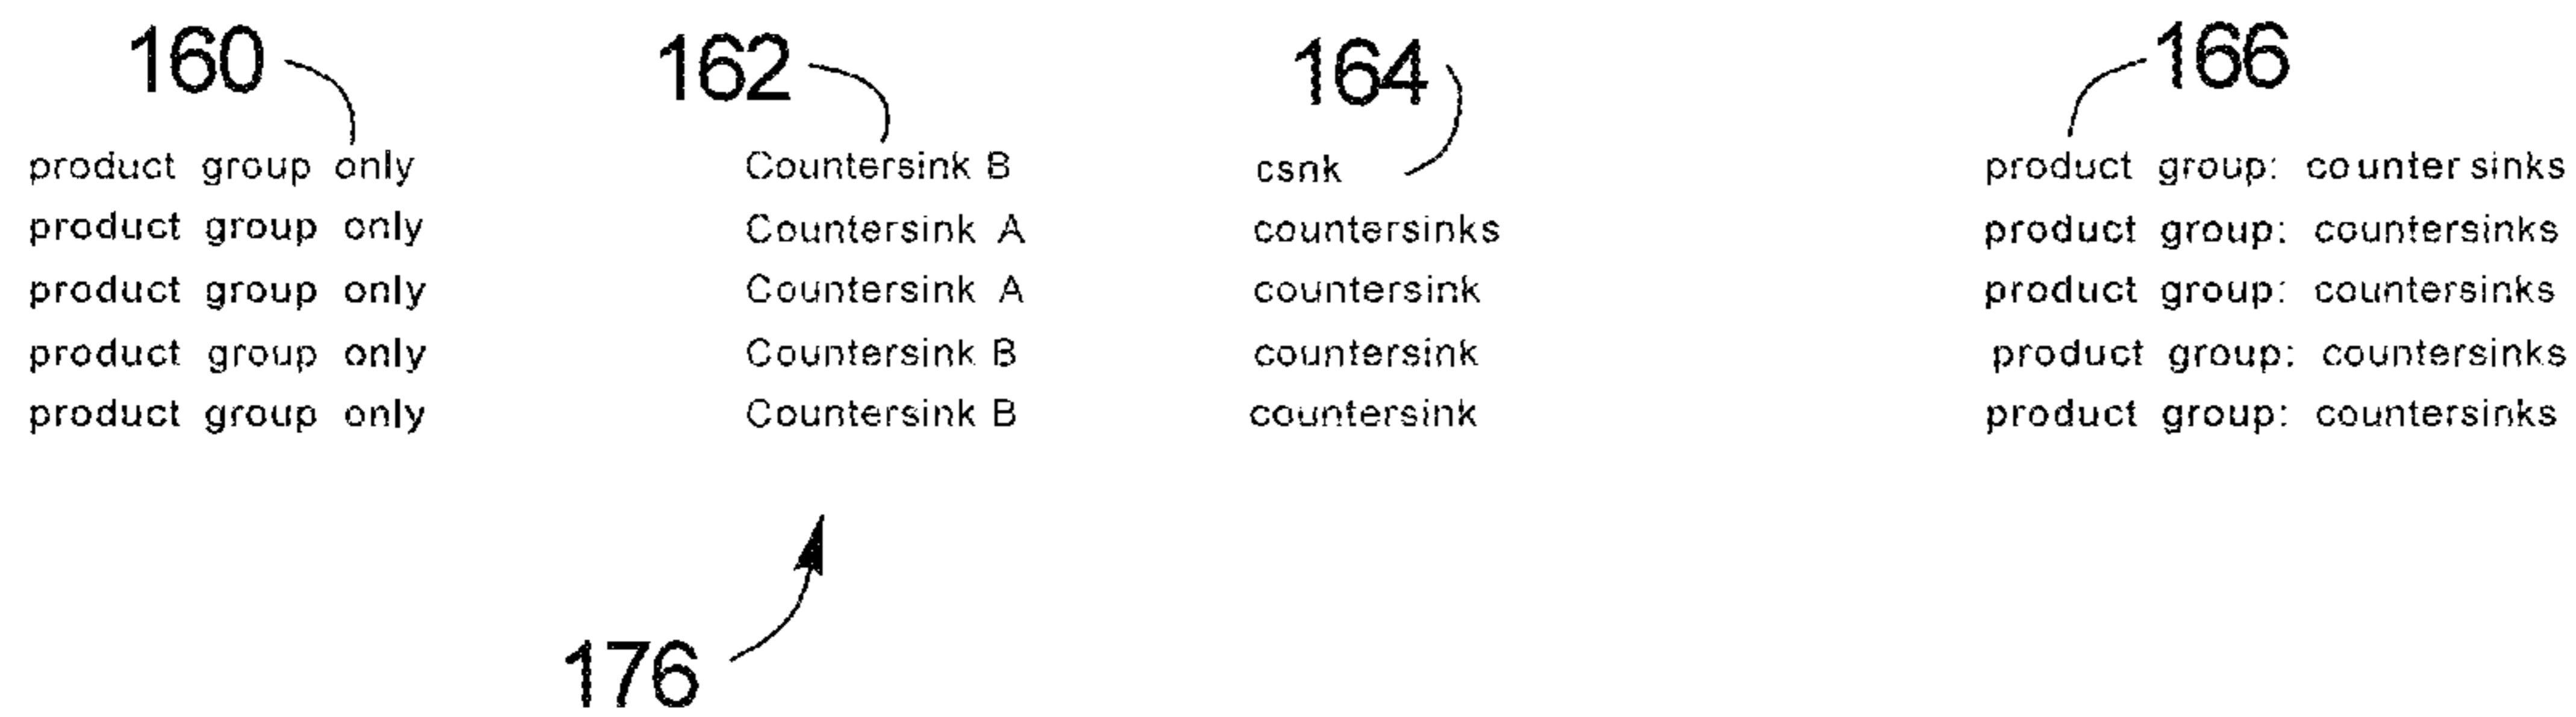 160 162 164 166
product group only Countersink B csnk product group: counter sinks
product group only Countersink A countersinks product group: countersinks
product group only Countersink A countersink product group: countersinks
product group only Countersink B countersink product group: countersinks
product group only Countersink B countersink product group: countersinks
176